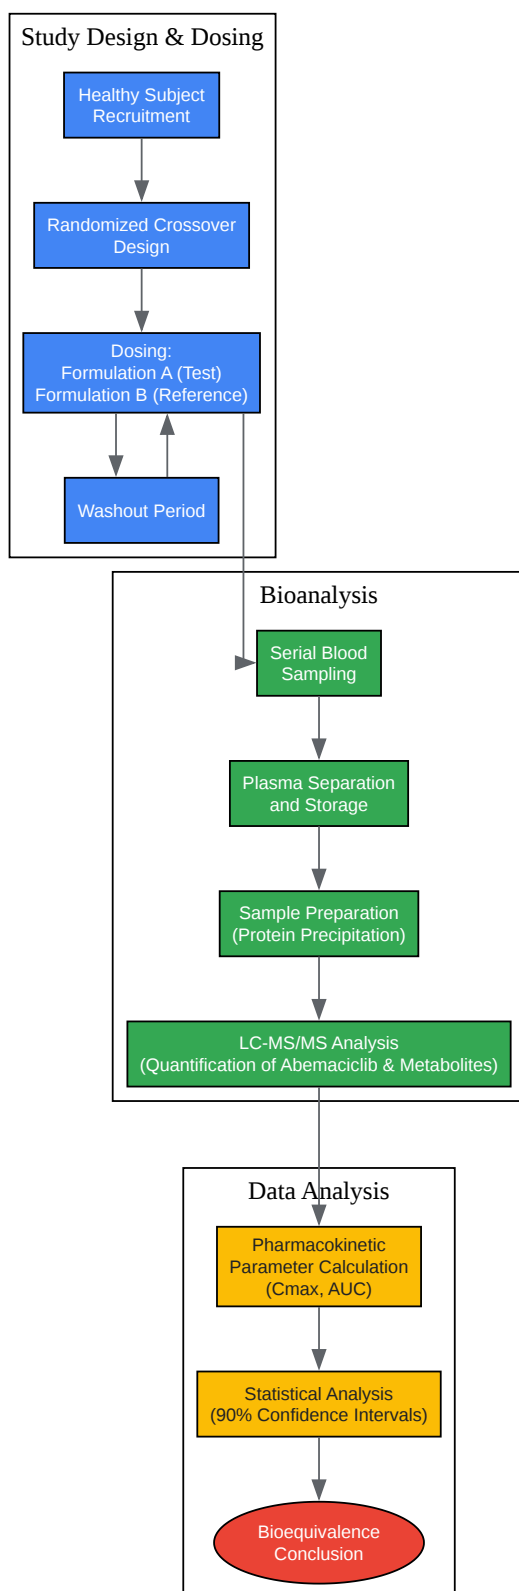 Study Design & Dosing
Healthy Subject
Recruitment
Randomized Crossover
Design
Dosing:
Formulation A (Test)
Formulation B (Reference)
Washout Period
Bioanalysis
Serial Blood
Sampling
Plasma Separation
and Storage
Sample Preparation
(Protein Precipitation)
LC-MS/MS Analysis
(Quantification of Abemaciclib & Metabolites)
Data Analysis
Pharmacokinetic
Parameter Calculation
(Cmax, AUC)
Statistical Analysis
(90% Confidence Intervals)
Bioequivalence
Conclusion